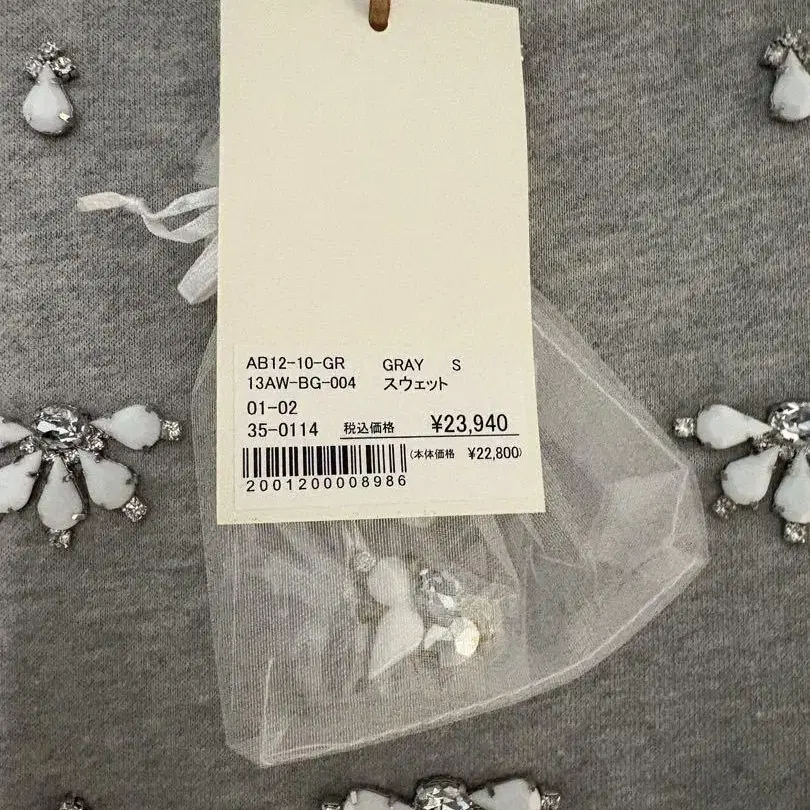 AB12-10-GR GRAY S
13AW-BG-004 スウェット
01-02
35-0114 税込価格 ¥23,940
(本体価格 ¥22,800)
2001200008986